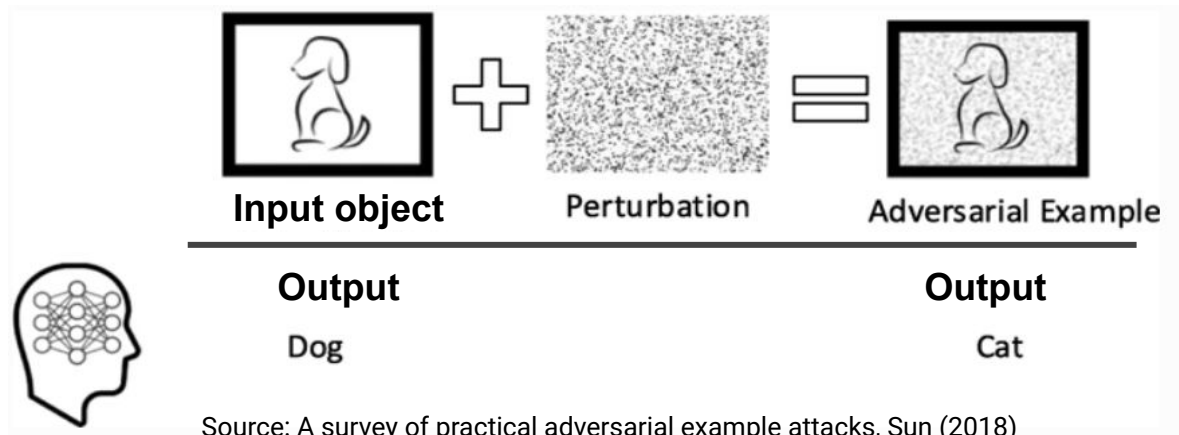 Input object
Perturbation
Adversarial Example
Output
Output
Dog
Cat
Source: A survey of practical adversarial example attacks. Sun (2018)